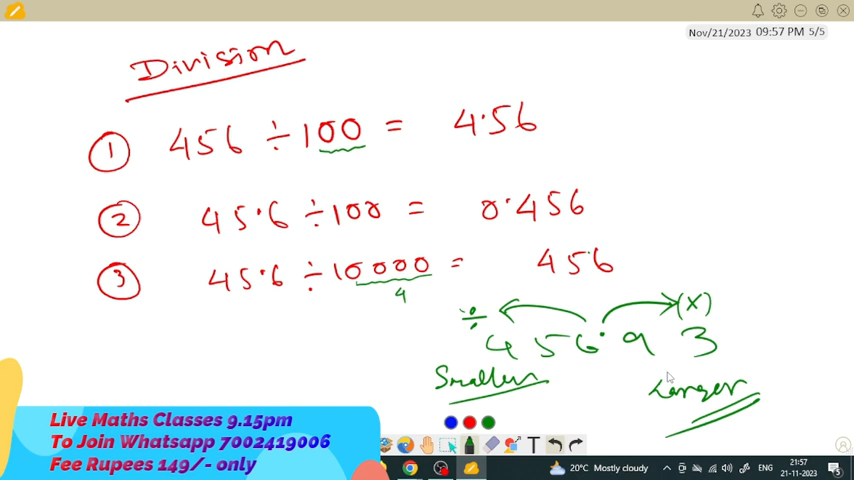 Nov/21/2023 09:57 PM 5/5
Division
1 456 ÷ 100 = 4.56
2 45.6 ÷ 100 = 0.456
3 45.6 ÷ 10000 = 456
4
÷ (×)
456.93
Smaller Larger
Live Maths Classes 9.15pm
To Join Whatsapp 7002419006
Fee Rupees 149/- only
T
20°C Mostly cloudy ENG 21:57
21-11-2023 5